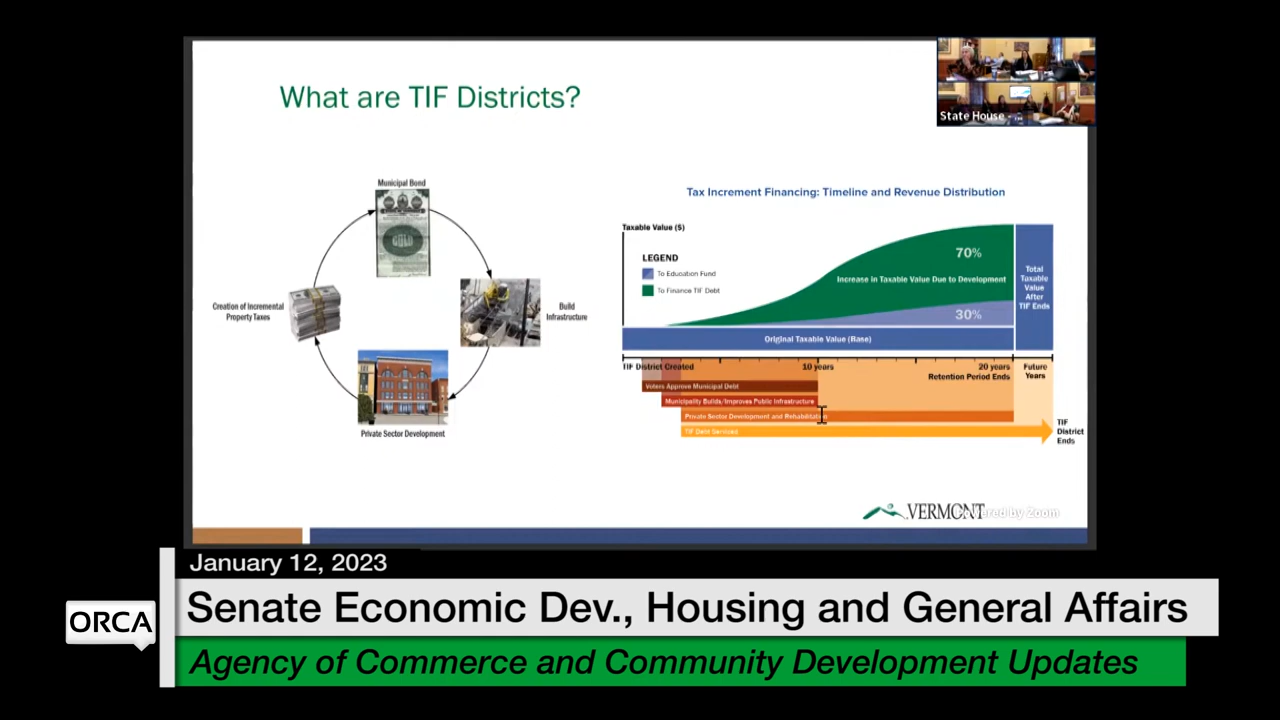 What are TIF Districts?
State House -
Municipal Bond
GOLD
Build
Infrastructure
Private Sector Development
Creation of Incremental
Property Taxes
Tax Increment Financing: Timeline and Revenue Distribution
Taxable Value ($)
LEGEND
To Education Fund
To Finance TIF Debt
70%
Increase in Taxable Value Due to Development
30%
Original Taxable Value (Base)
Total
Taxable
Value
After
TIF Ends
TIF District Created
10 years
20 years
Retention Period Ends
Future
Years
Voters Approve Municipal Debt
Municipality Builds/Improves Public Infrastructure
Private Sector Development and Rehabilitation
TIF Debt Serviced
TIF
District
Ends
VERMONT
Powered by Zoom
January 12, 2023
ORCA
Senate Economic Dev., Housing and General Affairs
Agency of Commerce and Community Development Updates